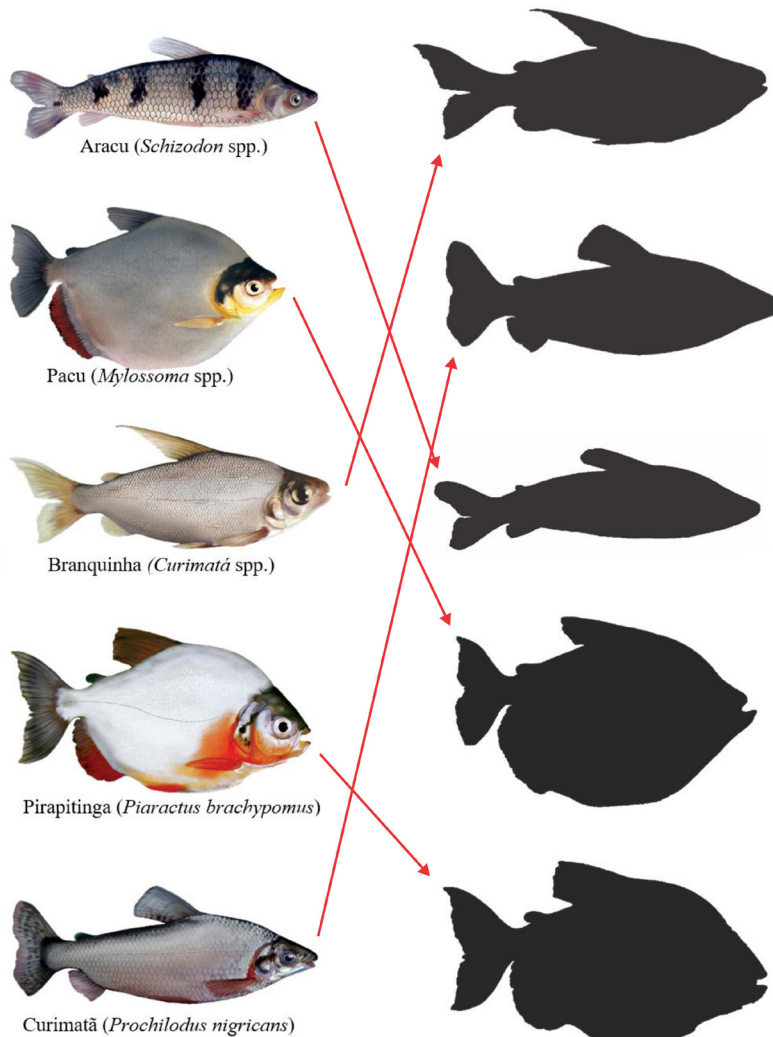 Aracu (Schizodon spp.)
Pacu (Mylossoma spp.)
Branquinha (Curimatá spp.)
Pirapitinga (Piaractus brachypomus)
Curimatã (Prochilodus nigricans)